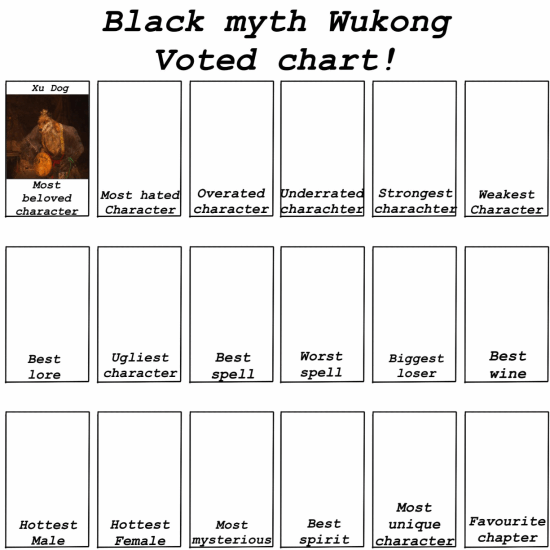 Black myth Wukong
Voted chart!
Xu Dog
Most
beloved
character
Most hated
Character
Overated
character
Underrated
charachter
Strongest
charachter
Weakest
Character
Best
lore
Ugliest
character
Best
spell
Worst
spell
Biggest
loser
Best
wine
Hottest
Male
Hottest
Female
Most
mysterious
Best
spirit
Most
unique
character
Favourite
chapter